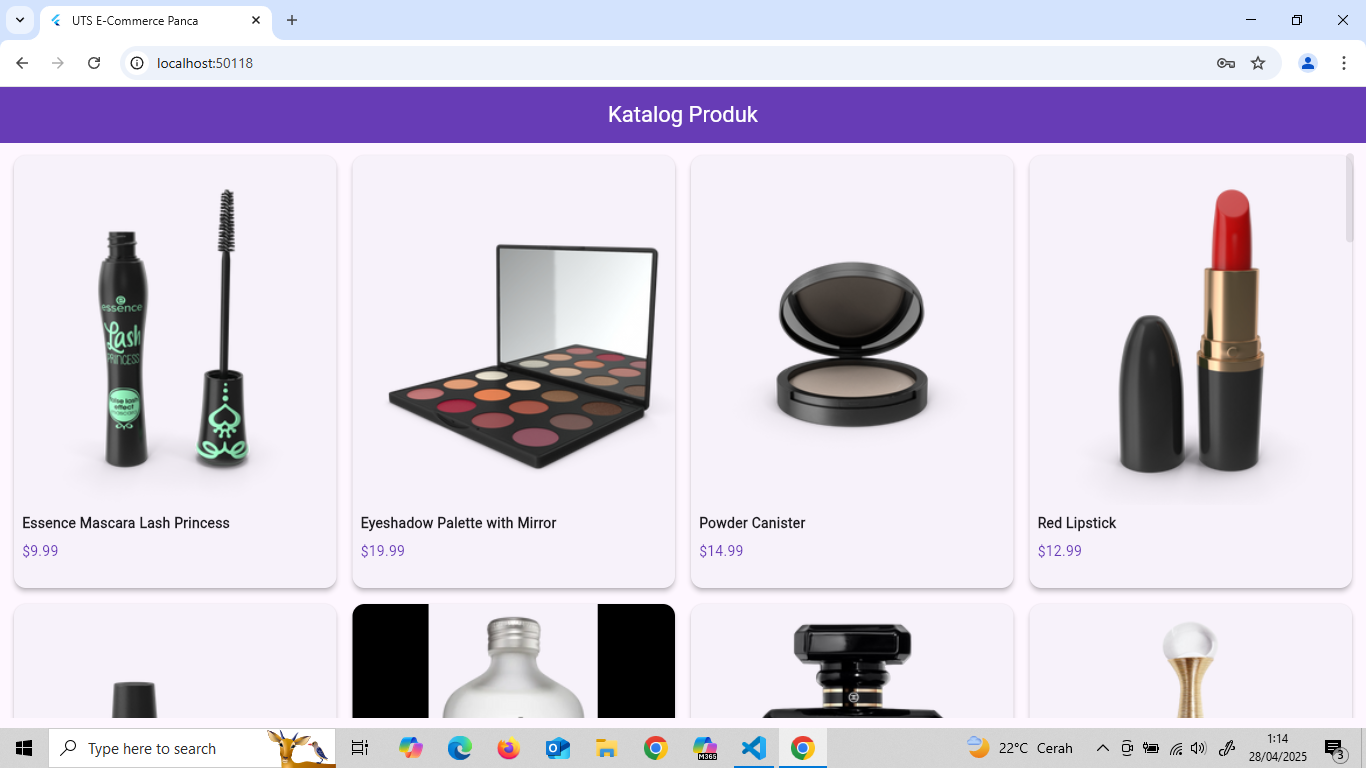 UTS E-Commerce Panca
localhost:50118
Katalog Produk
essence
Lash
PRINCESS
false lash
effect
mascara
Essence Mascara Lash Princess
$9.99
Eyeshadow Palette with Mirror
$19.99
Powder Canister
$14.99
Red Lipstick
$12.99
Type here to search
M365
22°C Cerah
1:14
28/04/2025
3